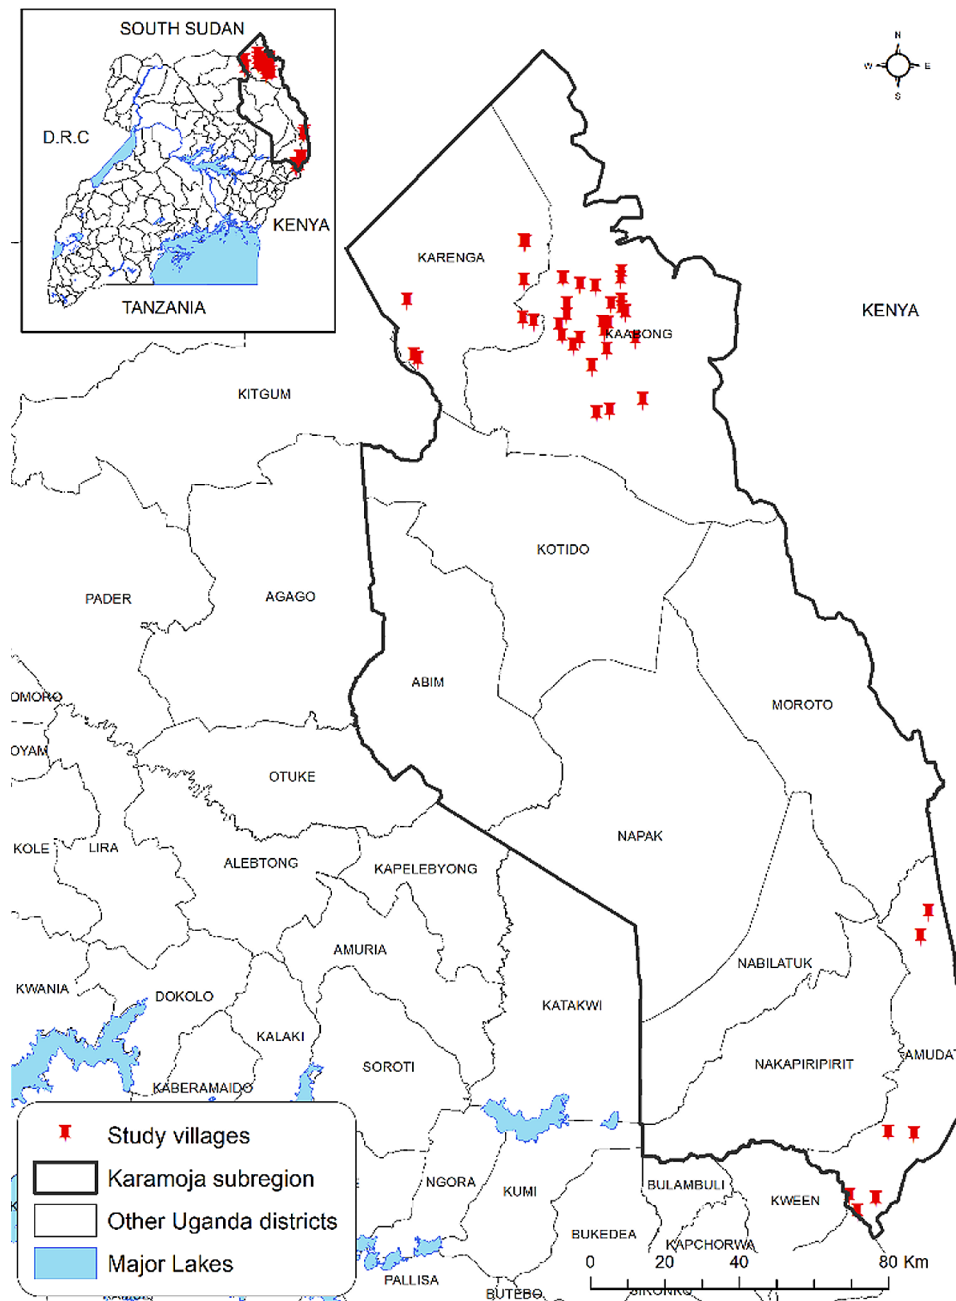 SOUTH SUDAN
D.R.C
KENYA
TANZANIA
N
W
E
S
KARENGA
KENYA
KAABONG
KITGUM
KOTIDO
PADER
AGAGO
ABIM
OMORO
MOROTO
OYAM
OTUKE
NAPAK
KOLE
LIRA
ALEBTONG
KAPELEBYONG
AMURIA
NABILATUK
KWANIA
DOKOLO
KATAKWI
KALAKI
SOROTI
NAKAPIRIPIRIT
AMUDAT
KABERAMAIDO
Study villages
Karamoja subregion
Other Uganda districts
Major Lakes
NGORA
KUMI
BULAMBULI
KWEEN
BUKEDEA
KAPCHORWA
PALLISA
BUTEBO
SIRONKO
0 20 40 80 Km